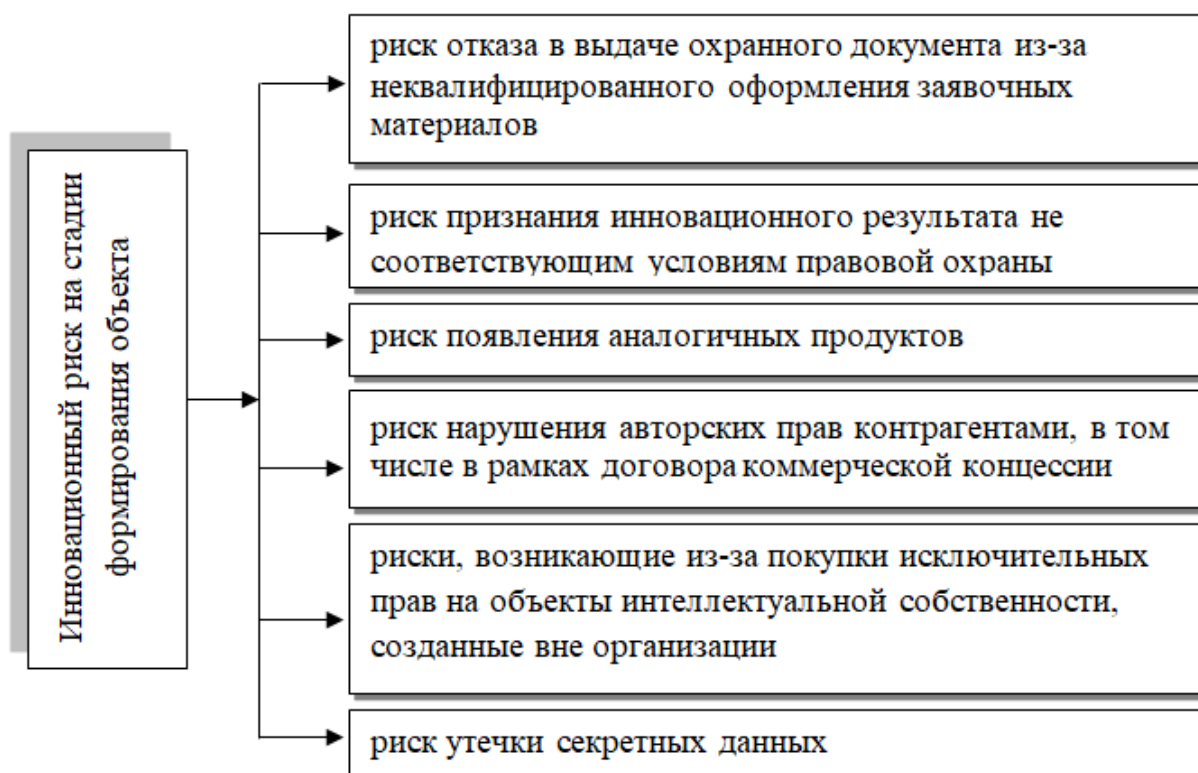 Инновационный риск на стадии
формирования объекта
риск отказа в выдаче охранного документа из-за
неквалифицированного оформления заявочных
материалов
риск признания инновационного результата не
соответствующим условиям правовой охраны
риск появления аналогичных продуктов
риск нарушения авторских прав контрагентами, в том
числе в рамках договора коммерческой концессии
риски, возникающие из-за покупки исключительных
прав на объекты интеллектуальной собственности,
созданные вне организации
риск утечки секретных данных